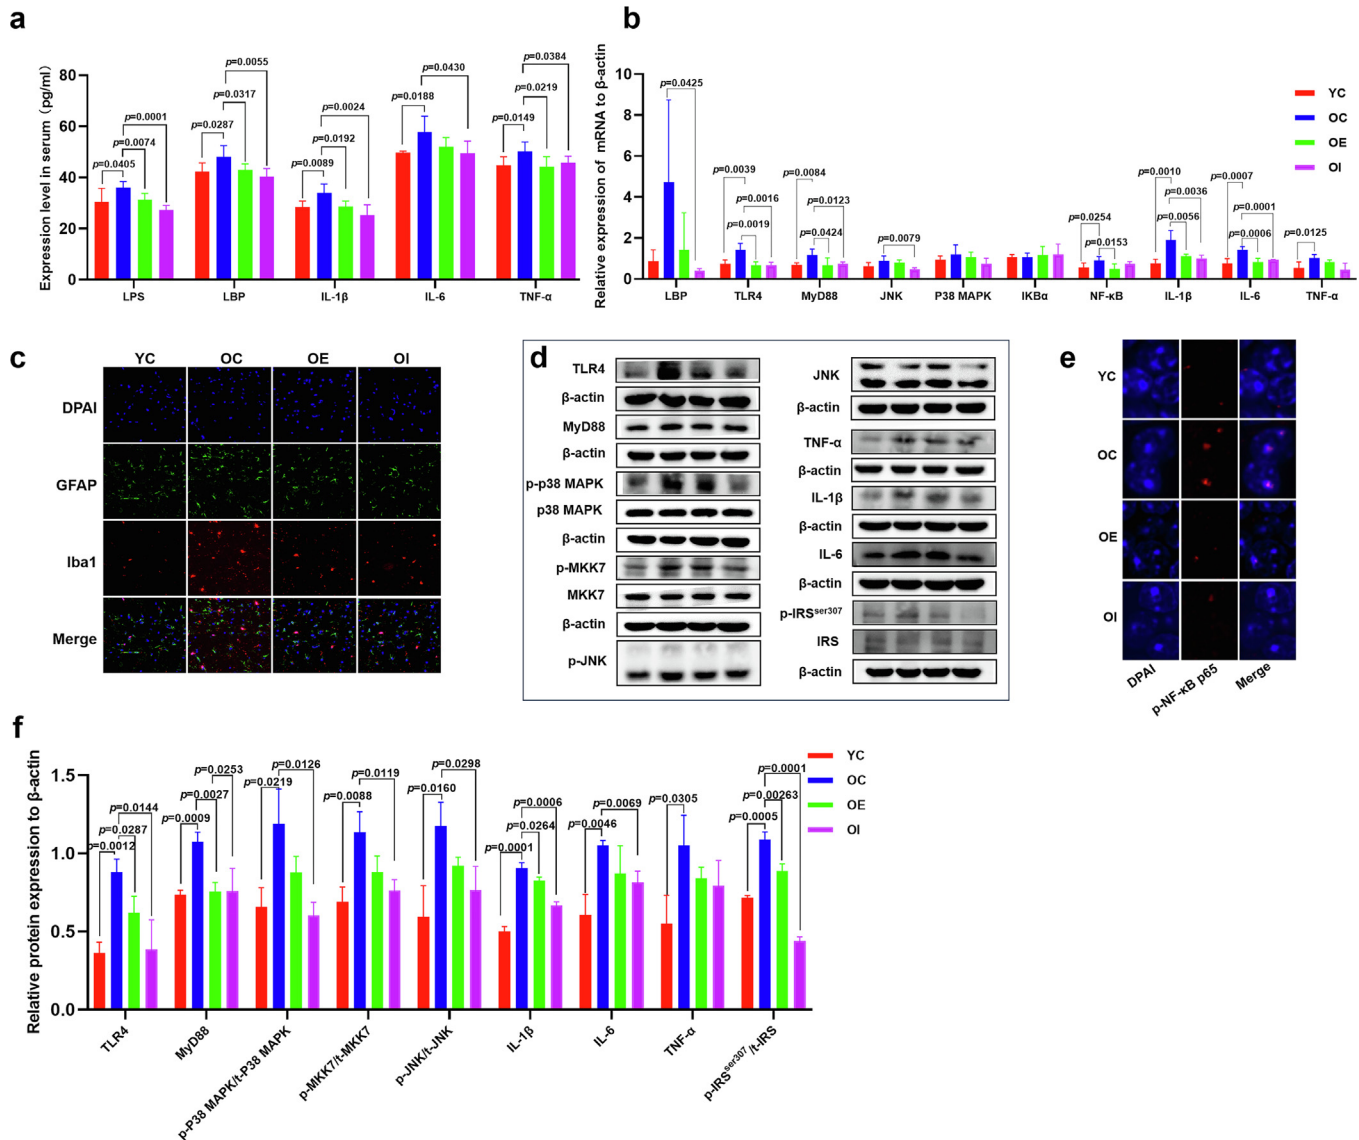 a
Expression level in serum (pg/ml)
80
60
40
20
0
p=0.0405
p=0.0074
p=0.0001
p=0.0287
p=0.0317
p=0.0055
p=0.0089
p=0.0192
p=0.0024
p=0.0188
p=0.0430
p=0.0149
p=0.0219
p=0.0384
LPS LBP IL-1β IL-6 TNF-α
b
Relative expression of mRNA to β-actin
10
8
6
4
2
0
p=0.0425
p=0.0039
p=0.0016
p=0.0019
p=0.0084
p=0.0123
p=0.0424
p=0.0079
p=0.0254
p=0.0153
p=0.0010
p=0.0036
p=0.0056
p=0.0007
p=0.0001
p=0.0006
p=0.0125
LBP TLR4 MyD88 JNK P38 MAPK IKBα NF-κB IL-1β IL-6 TNF-α
YC
OC
OE
OI
c
YC OC OE OI
DPAI
GFAP
Iba1
Merge
d
TLR4
β-actin
MyD88
β-actin
p-p38 MAPK
p38 MAPK
β-actin
p-MKK7
MKK7
β-actin
p-JNK
JNK
β-actin
TNF-α
β-actin
IL-1β
β-actin
IL-6
β-actin
p-IRSser307
IRS
β-actin
e
YC
OC
OE
OI
DPAI p-NF-κB p65 Merge
f
Relative protein expression to β-actin
1.5
1.0
0.5
0.0
p=0.0012
p=0.0287
p=0.0144
p=0.0009
p=0.0027
p=0.0253
p=0.0219
p=0.0126
p=0.0088
p=0.0119
p=0.0160
p=0.0298
p=0.0001
p=0.0264
p=0.0006
p=0.0046
p=0.0069
p=0.0305
p=0.0005
p=0.00263
p=0.0001
TLR4 MyD88 p-P38 MAPK/t-P38 MAPK p-MKK7/t-MKK7 p-JNK/t-JNK IL-1β IL-6 TNF-α p-IRSser307/t-IRS
YC
OC
OE
OI